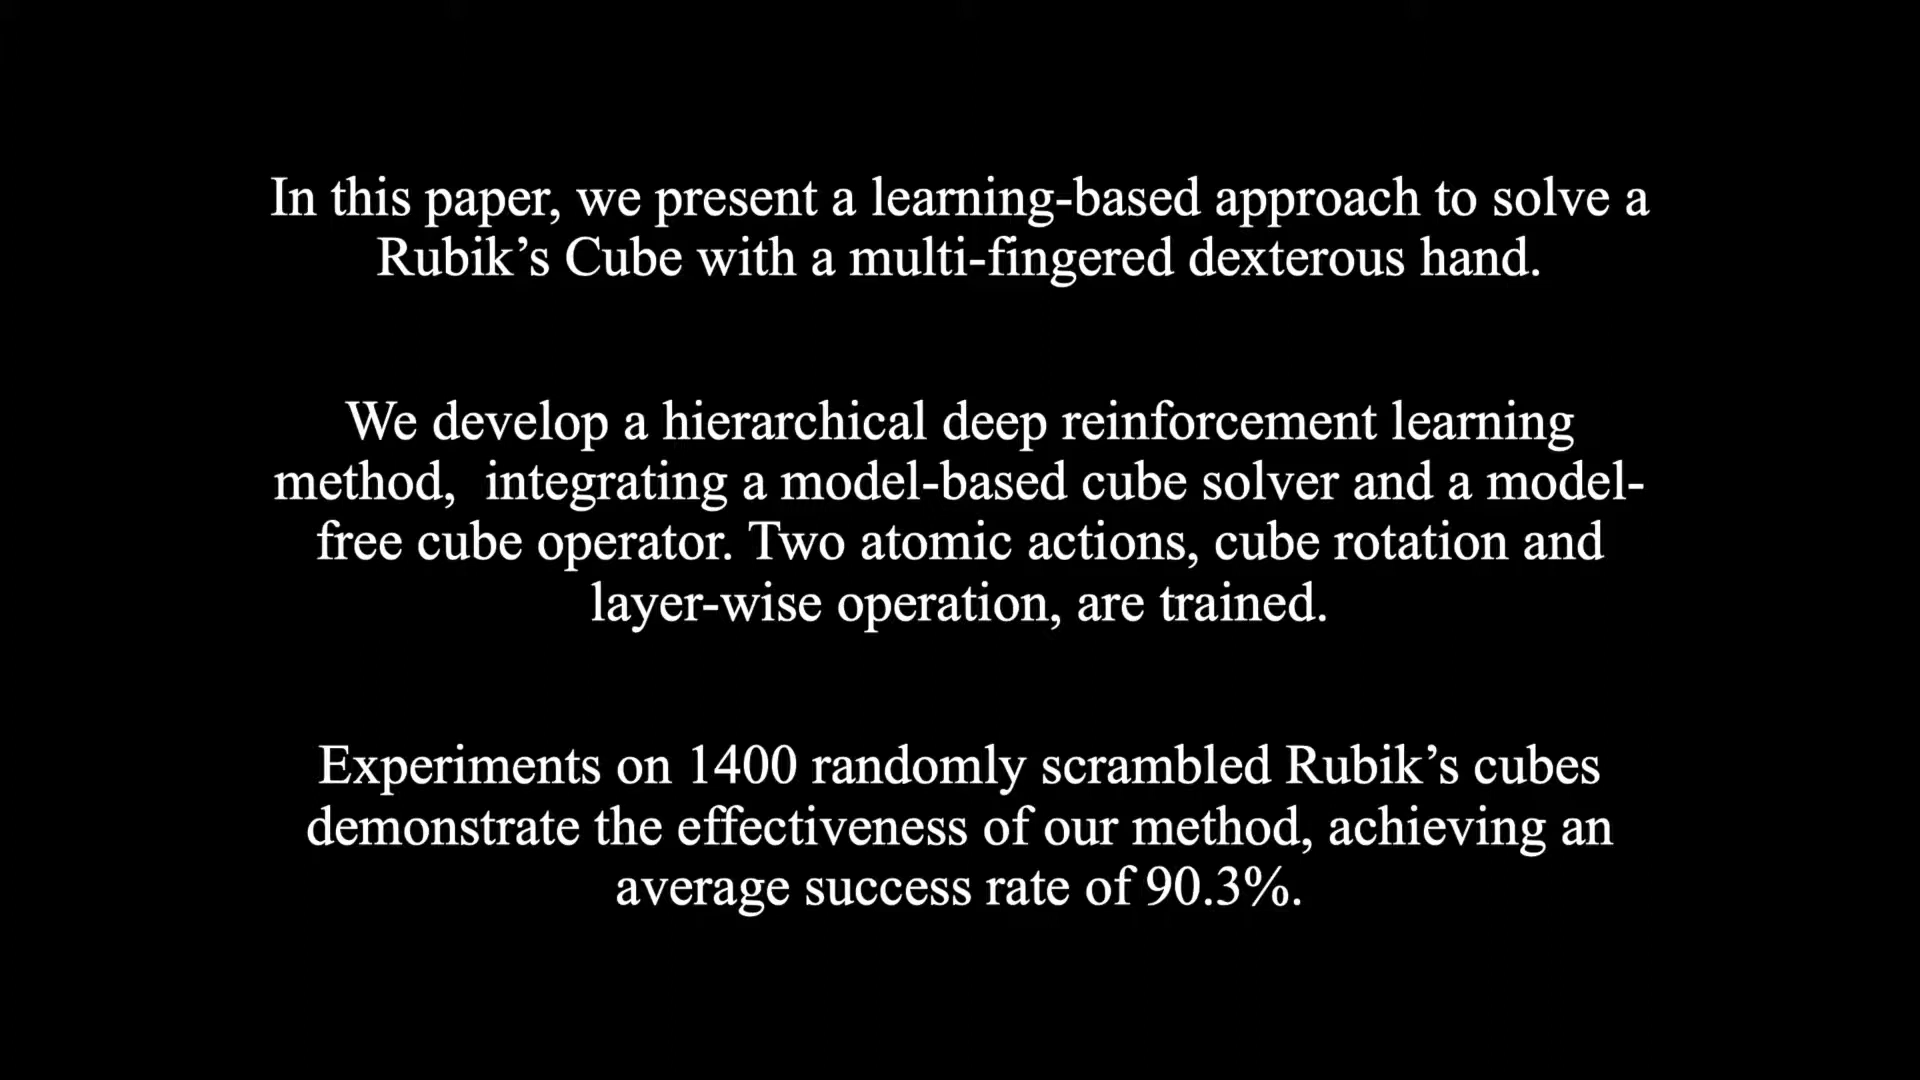 In this paper, we present a learning-based approach to solve a
Rubik’s Cube with a multi-fingered dexterous hand.
We develop a hierarchical deep reinforcement learning
method,  integrating a model-based cube solver and a model-
free cube operator. Two atomic actions, cube rotation and
layer-wise operation, are trained.
Experiments on 1400 randomly scrambled Rubik’s cubes
demonstrate the effectiveness of our method, achieving an
average success rate of 90.3%.